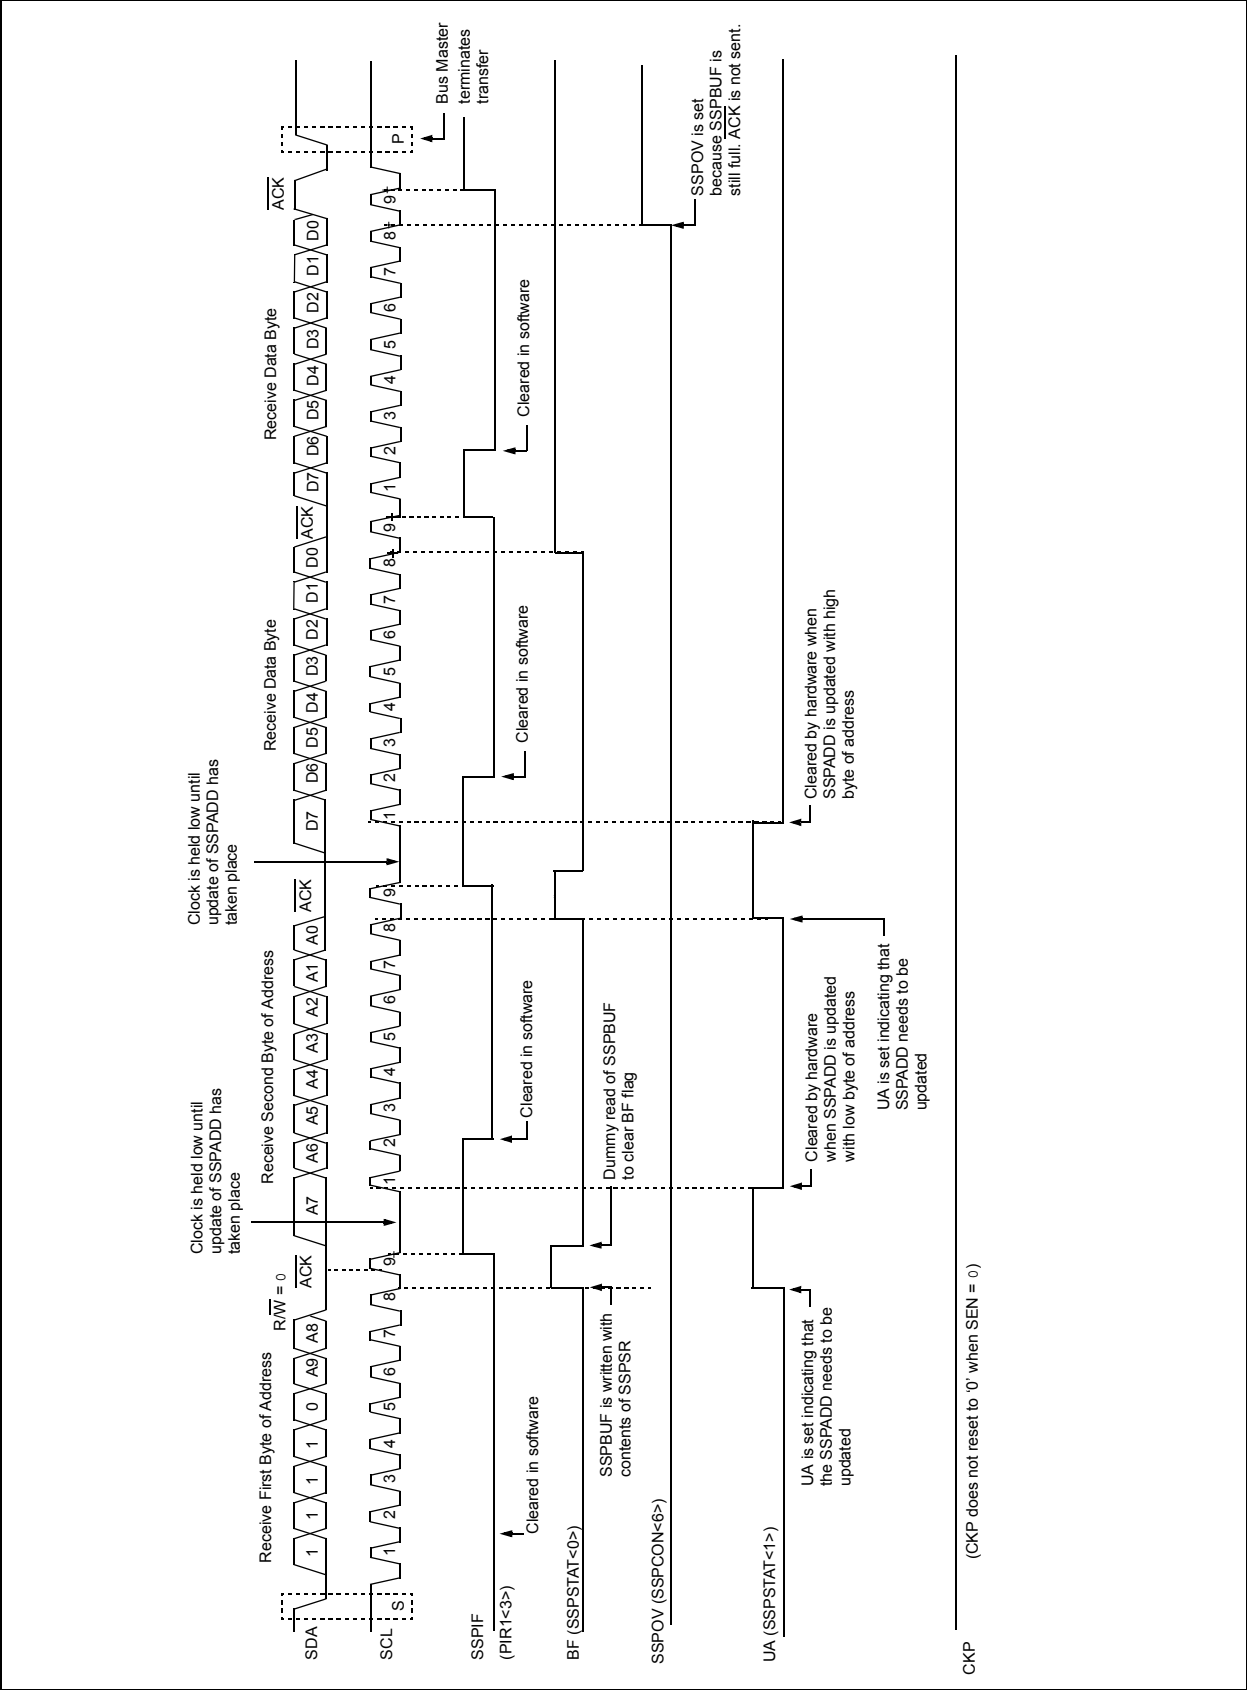 Clock is held low until
update of SSPADD has
taken place
Clock is held low until
update of SSPADD has
taken place
Receive First Byte of Address
R/W = 0
Receive Second Byte of Address
Receive Data Byte
Receive Data Byte
ACK
SDA
1 1 1 1 0 A9 A8 ACK A7 A6 A5 A4 A3 A2 A1 A0 ACK D7 D6 D5 D4 D3 D2 D1 D0 ACK D7 D6 D5 D4 D3 D2 D1 D0
SCL
S 1 2 3 4 5 6 7 8 9 1 2 3 4 5 6 7 8 9 1 2 3 4 5 6 7 8 9 1 2 3 4 5 6 7 8 9 P
Bus Master
terminates
transfer
SSPIF
(PIR1<3>)
Cleared in software
Cleared in software
Cleared in software
Cleared in software
BF (SSPSTAT<0>)
SSPBUF is written with
contents of SSPSR
Dummy read of SSPBUF
to clear BF flag
SSPOV (SSPCON<6>)
SSPOV is set
because SSPBUF is
still full. ACK is not sent.
UA (SSPSTAT<1>)
UA is set indicating that
the SSPADD needs to be
updated
Cleared by hardware
when SSPADD is updated
with low byte of address
UA is set indicating that
SSPADD needs to be
updated
Cleared by hardware when
SSPADD is updated with high
byte of address
CKP
(CKP does not reset to ‘0’ when SEN = 0)